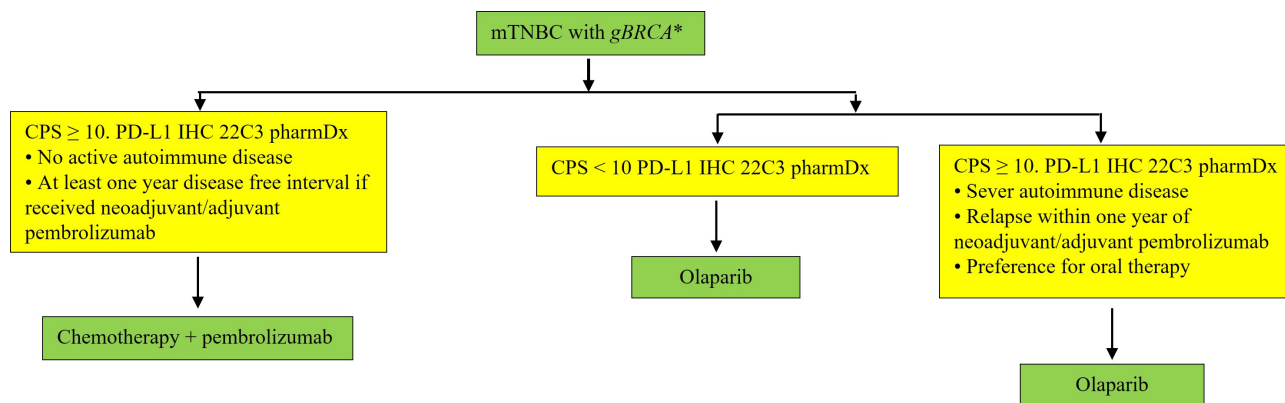 mTNBC with gBRCA*
CPS ≥ 10. PD-L1 IHC 22C3 pharmDx
• No active autoimmune disease
• At least one year disease free interval if
received neoadjuvant/adjuvant
pembrolizumab
Chemotherapy + pembrolizumab
CPS < 10 PD-L1 IHC 22C3 pharmDx
Olaparib
CPS ≥ 10. PD-L1 IHC 22C3 pharmDx
• Sever autoimmune disease
• Relapse within one year of
neoadjuvant/adjuvant pembrolizumab
• Preference for oral therapy
Olaparib